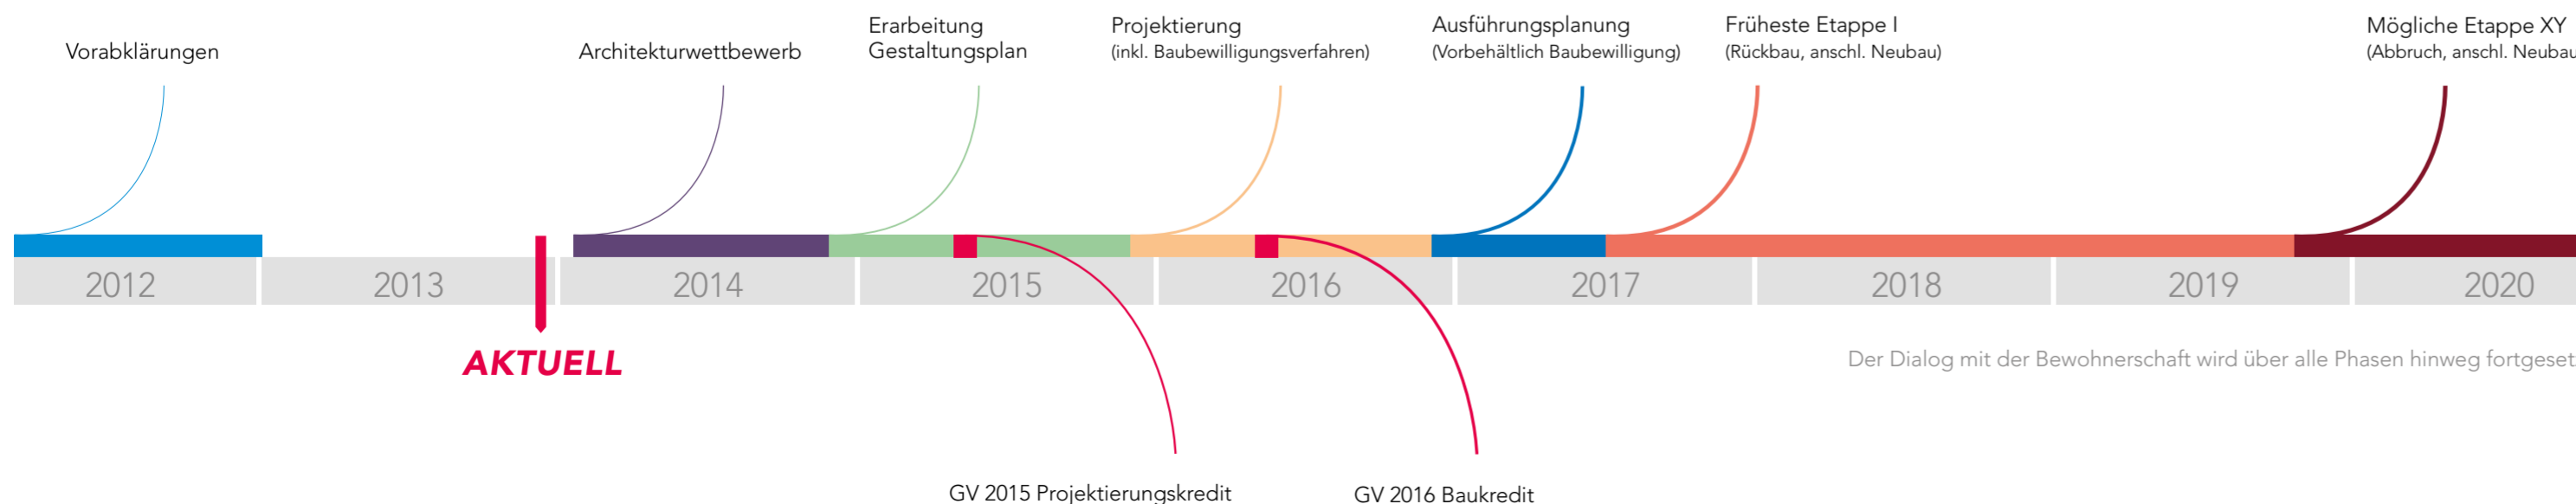 Vorabklärungen
Architekturwettbewerb
Erarbeitung
Gestaltungsplan
Projektierung
(inkl. Baubewilligungsverfahren)
Ausführungsplanung
(Vorbehältlich Baubewilligung)
Früheste Etappe I
(Rückbau, anschl. Neubau)
Mögliche Etappe XY
(Abbruch, anschl. Neubau
2012
2013
2014
2015
2016
2017
2018
2019
2020
AKTUELL
Der Dialog mit der Bewohnerschaft wird über alle Phasen hinweg fortgeset
GV 2015 Projektierungskredit
GV 2016 Baukredit